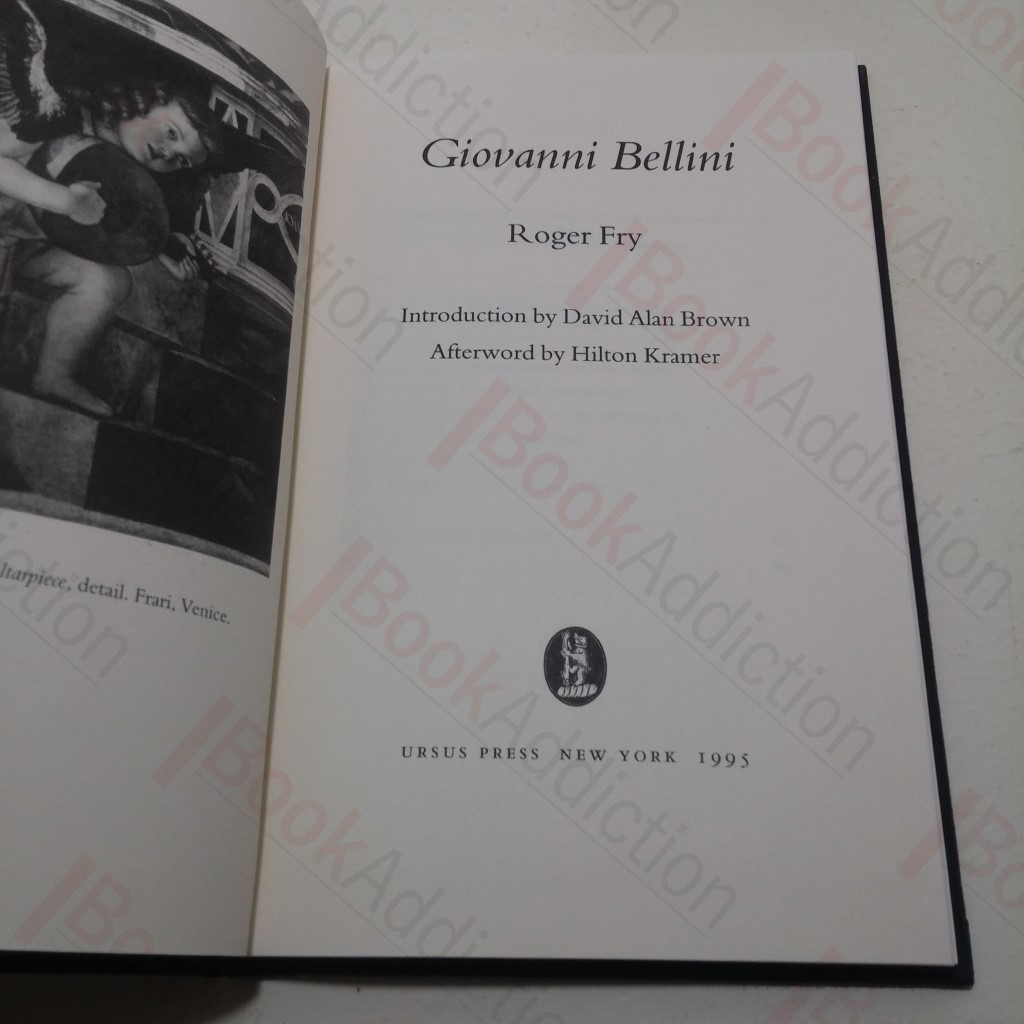 ltarpiece, detail. Frari, Venice.
Giovanni Bellini
Roger Fry
Introduction by David Alan Brown
Afterword by Hilton Kramer
URSUS PRESS NEW YORK 1995
BookAddiction